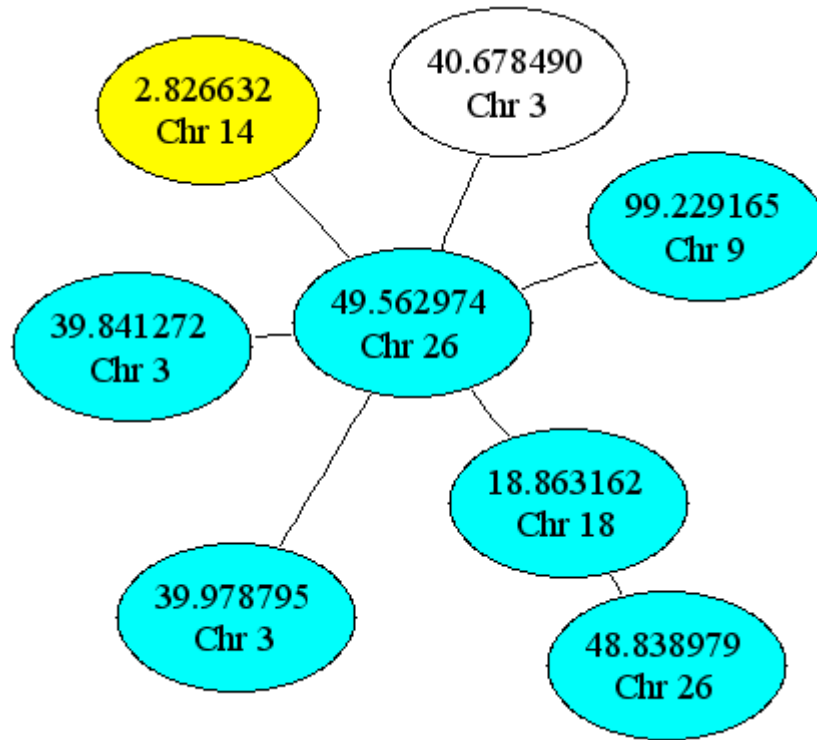 2.826632
Chr 14
40.678490
Chr 3
99.229165
Chr 9
49.562974
Chr 26
39.841272
Chr 3
18.863162
Chr 18
39.978795
Chr 3
48.838979
Chr 26